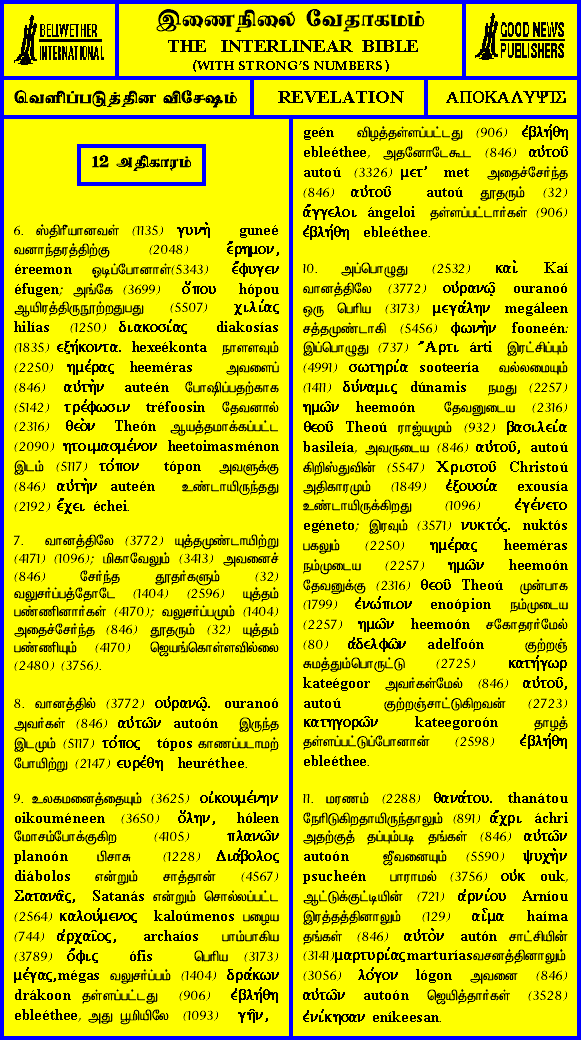 BELLWETHER
INTERNATIONAL
இணைநிலை வேதாகமம்
THE INTERLINEAR BIBLE
(WITH STRONG'S NUMBERS)
GOOD NEWS
PUBLISHERS
வெளிப்படுத்தின விசேஷம்
REVELATION
ΑΠΟΚΑΛΥΨΙΣ
12 அதிகாரம்
6. ஸ்திரீயானவள் (1135) γυνὴ guneé
வனாந்தரத்திற்கு (2048) ἔρημον,
éreemon ஓடிப்போனாள்(5343) ἔφυγεν
éfugen; அங்கே (3699) ὅπου hópou
ஆயிரத்திருநூற்றறுபது (5507) χιλίας
hilías (1250) διακοσίας diakosías
(1835) εξήκοντα. hexeékonta நாளளவும்
(2250) ημέρας heeméras அவளைப்
(846) αὐτὴν auteén போஷிப்பதற்காக
(5142) τρέφωσιν tréfoosin தேவனால்
(2316) θεὸν Theón ஆயத்தமாக்கப்பட்ட
(2090) ητοιμασμένον heetoimasménon
இடம் (5117) τόπον tópon அவளுக்கு
(846) αὐτὴν auteén உண்டாயிருந்தது
(2192) ἔχει échei.
7. வானத்திலே (3772) யுத்தமுண்டாயிற்று
(4171) (1096); மிகாவேலும் (3413) அவனைச்
(846) சேர்ந்த தூதர்களும் (32)
வலுசர்ப்பத்தோடே (1404) (2596) யுத்தம்
பண்ணினார்கள் (4170); வலுசர்ப்பமும் (1404)
அதைச்சேர்ந்த (846) தூதரும் (32) யுத்தம்
பண்ணியும் (4170) ஜெயங்கொள்ளவில்லை
(2480) (3756).
8. வானத்தில் (3772) οὐρανῷ. ouranoó
அவர்கள் (846) αὐτῶν autoón இருந்த
இடமும் (5117) τόπος tópos காணப்படாமற்
போயிற்று (2147) ευρέθη heuréthee.
9. உலகமனைத்தையும் (3625) οἰκουμένην
oikouméneen (3650) ὅλην, hóleen
மோசம்போக்குகிற (4105) πλανῶν
planoón பிசாசு (1228) Διάβολος
diábolos என்றும் சாத்தான் (4567)
Σατανᾶς, Satanás என்றும் சொல்லப்பட்ட
(2564) καλούμενος kaloúmenos பழைய
(744) ἀρχαῖος, archaíos பாம்பாகிய
(3789) ὄφις ófis பெரிய (3173)
μέγας,mégas வலுசர்ப்பம் (1404) δράκων
drákoon தள்ளப்பட்டது (906) ἐβλήθη
ebleéthee, அது பூமியிலே (1093) γῆν,
geén விழத்தள்ளப்பட்டது (906) ἐβλήθη
ebleéthee, அதனோடேகூட (846) αὐτοῦ
autoú (3326) μετ' met அதைச்சேர்ந்த
(846) αὐτοῦ autoú தூதரும் (32)
ἄγγελοι ángeloi தள்ளப்பட்டார்கள் (906)
ἐβλήθη ebleéthee.
10. அப்பொழுது (2532) καὶ Kaí
வானத்திலே (3772) οὐρανῷ ouranoó
ஒரு பெரிய (3173) μεγάλην megáleen
சத்தமுண்டாகி (5456) φωνὴν fooneén:
இப்பொழுது (737) Ἄρτι árti இரட்சிப்பும்
(4991) σωτηρία sooteería வல்லமையும்
(1411) δύναμις dúnamis நமது (2257)
ημῶν heemoón தேவனுடைய (2316)
θεοῦ Theoú ராஜ்யமும் (932) βασιλεία
basileía, அவருடைய (846) αὐτοῦ, autoú
கிறிஸ்துவின் (5547) Χριστοῦ Christoú
அதிகாரமும் (1849) ἐξουσία exousía
உண்டாயிருக்கிறது (1096) ἐγένετο
egéneto; இரவும் (3571) νυκτός. nuktós
பகலும் (2250) ημέρας heeméras
நம்முடைய (2257) ημῶν heemoón
தேவனுக்கு (2316) θεοῦ Theoú முன்பாக
(1799) ἐνώπιον enoópion நம்முடைய
(2257) ημῶν heemoón சகோதரர்மேல்
(80) ἀδελφῶν adelfoón குற்றஞ்
சுமத்தும்பொருட்டு (2725) κατήγωρ
kateégoor அவர்கள்மேல் (846) αὐτοῦ,
autoú குற்றஞ்சாட்டுகிறவன் (2723)
κατηγορῶν kateegoroón தாழத்
தள்ளப்பட்டுப்போனான் (2598) ἐβλήθη
ebleéthee.
11. மரணம் (2288) θανάτου. thanátou
நேரிடுகிறதாயிருந்தாலும் (891) ἄχρι áchri
அதற்குத் தப்பும்படி தங்கள் (846) αὐτῶν
autoón ஜீவனையும் (5590) ψυχὴν
psucheén பாராமல் (3756) οὐκ ouk,
ஆட்டுக்குட்டியின் (721) ἀρνίου Arníou
இரத்தத்தினாலும் (129) αἷμα haíma
தங்கள் (846) αὐτὸν autón சாட்சியின்
(3141)μαρτυρίαςmarturíasவசனத்தினாலும்
(3056) λόγον lógon அவனை (846)
αὐτῶν autoón ஜெயித்தார்கள் (3528)
ἐνίκησαν eníkeesan.